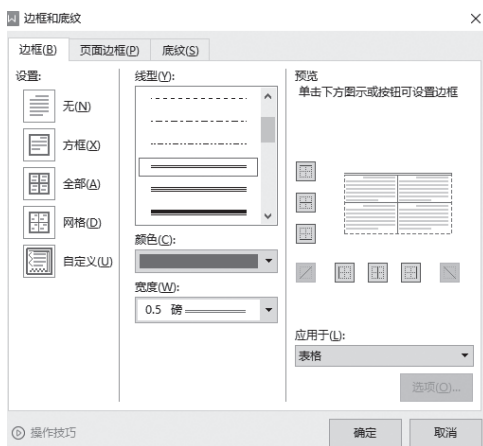 W 边框和底纹
边框(B) 页面边框(P) 底纹(S)
设置:
无(N)
方框(X)
全部(A)
网格(D)
自定义(U)
线型(Y):
颜色(C):
宽度(W):
0.5 磅
预览
单击下方图示或按钮可设置边框
应用于(L):
表格
选项(O)...
操作技巧
确定
取消